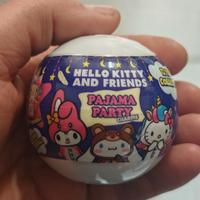 HELLO KITTY
AND FRIENDS
PAJAMA
PARTY